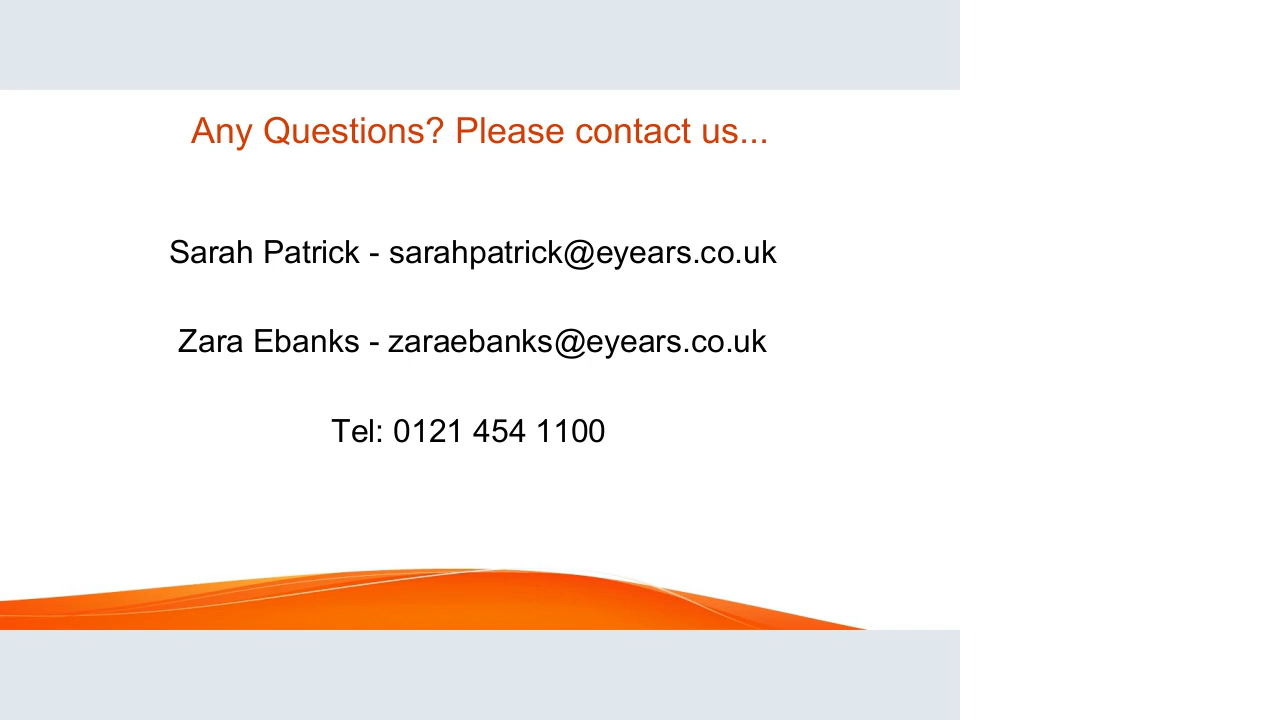 Any Questions? Please contact us...
Sarah Patrick - sarahpatrick@eyears.co.uk
Zara Ebanks - zaraebanks@eyears.co.uk
Tel: 0121 454 1100